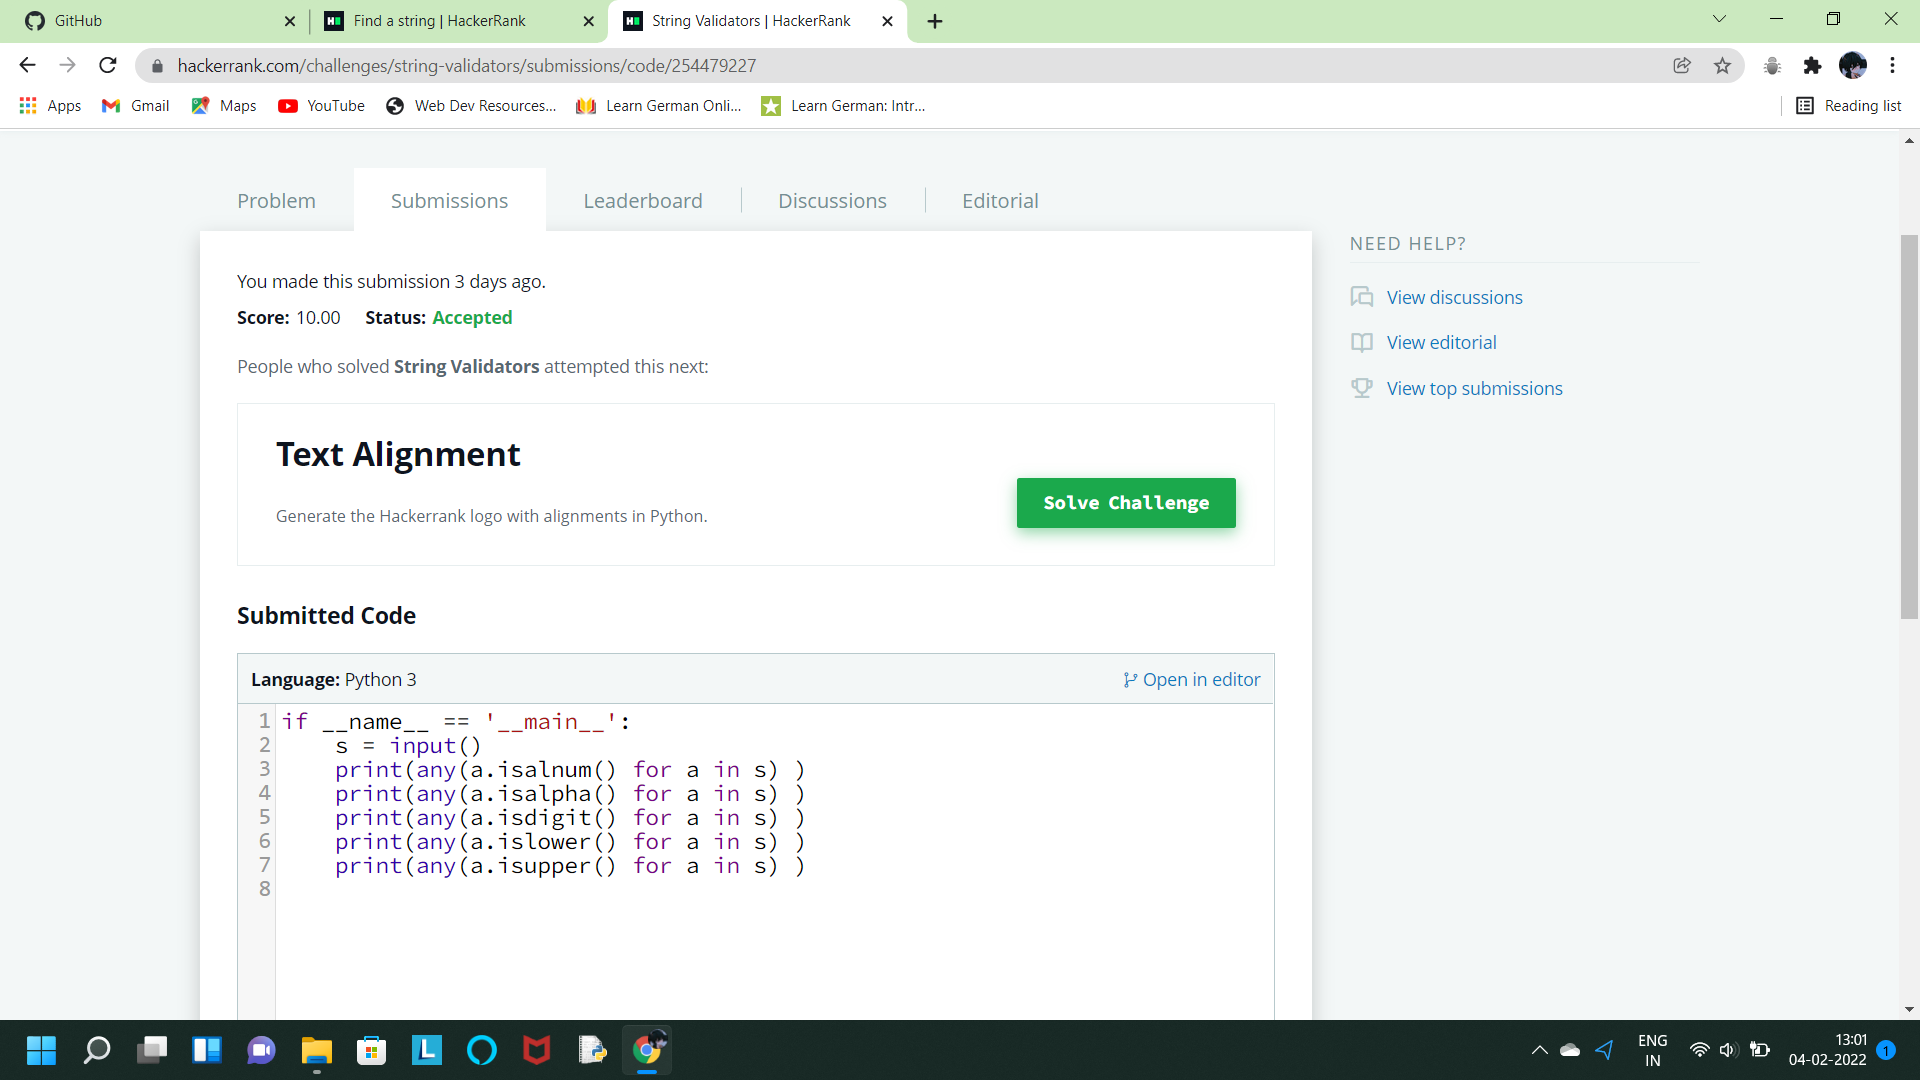 GitHub
Find a string | HackerRank
String Validators | HackerRank
hackerrank.com/challenges/string-validators/submissions/code/254479227
Apps
Gmail
Maps
YouTube
Web Dev Resources...
Learn German Onli...
Learn German: Intr...
Reading list
Problem
Submissions
Leaderboard
Discussions
Editorial
NEED HELP?
View discussions
View editorial
View top submissions
You made this submission 3 days ago.
Score: 10.00 Status: Accepted
People who solved String Validators attempted this next:
Text Alignment
Generate the Hackerrank logo with alignments in Python.
Solve Challenge
Submitted Code
Language: Python 3
Open in editor
1 if __name__ == '__main__':
2     s = input()
3     print(any(a.isalnum() for a in s) )
4     print(any(a.isalpha() for a in s) )
5     print(any(a.isdigit() for a in s) )
6     print(any(a.islower() for a in s) )
7     print(any(a.isupper() for a in s) )
8
ENG
IN
13:01
04-02-2022
1